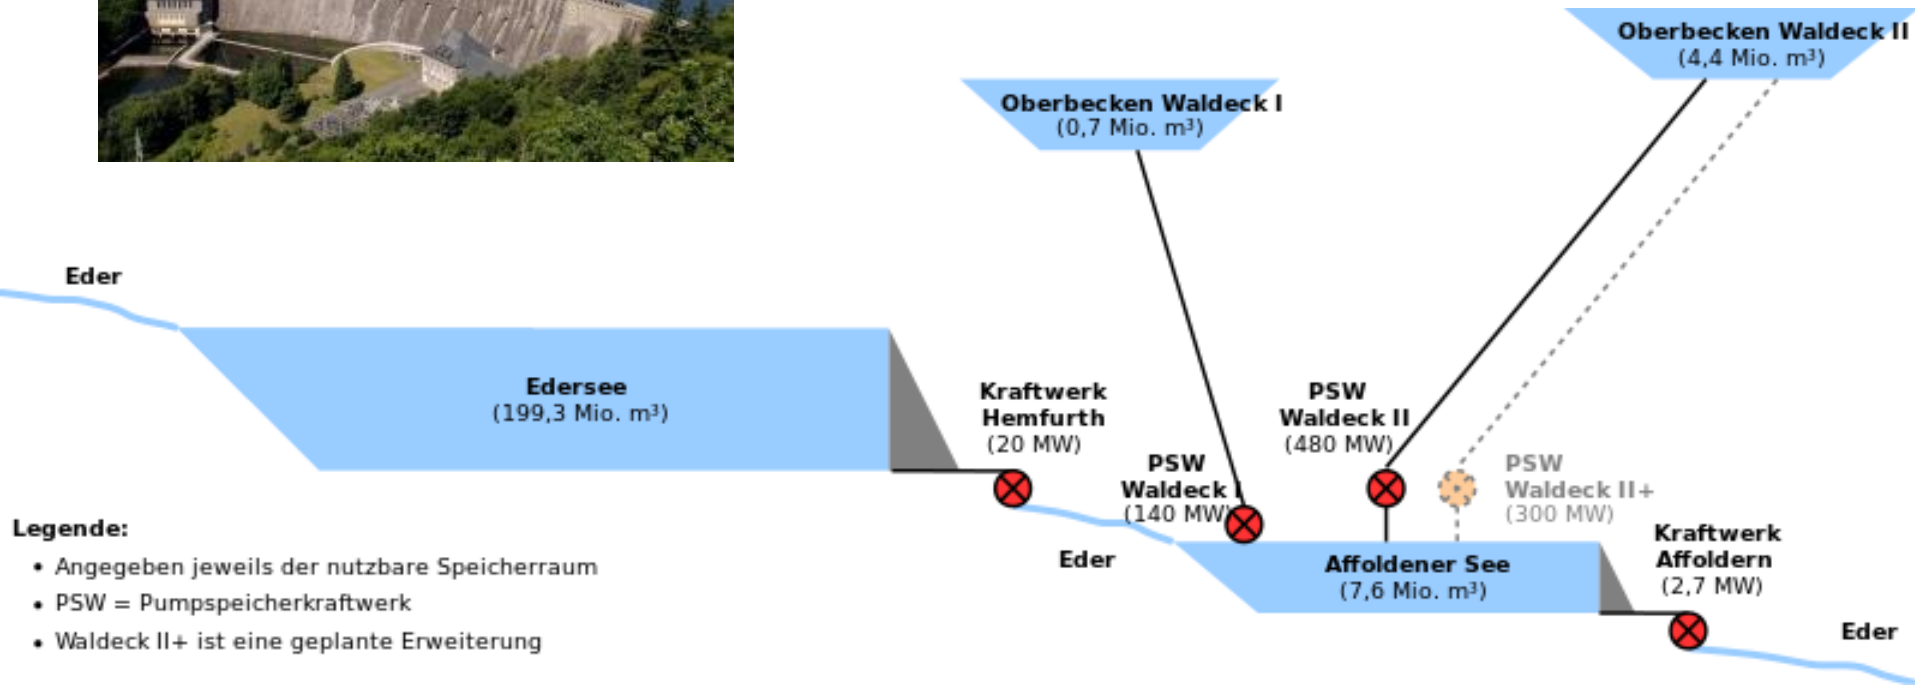 Oberbecken Waldeck II
(4,4 Mio. m³)
Oberbecken Waldeck I
(0,7 Mio. m³)
Eder
Edersee
(199,3 Mio. m³)
Kraftwerk
Hemfurth
(20 MW)
PSW
Waldeck I
(140 MW)
PSW
Waldeck II
(480 MW)
PSW
Waldeck II+
(300 MW)
Kraftwerk
Affoldern
(2,7 MW)
Eder
Affoldener See
(7,6 Mio. m³)
Eder
Legende:
• Angegeben jeweils der nutzbare Speicherraum
• PSW = Pumpspeicherkraftwerk
• Waldeck II+ ist eine geplante Erweiterung